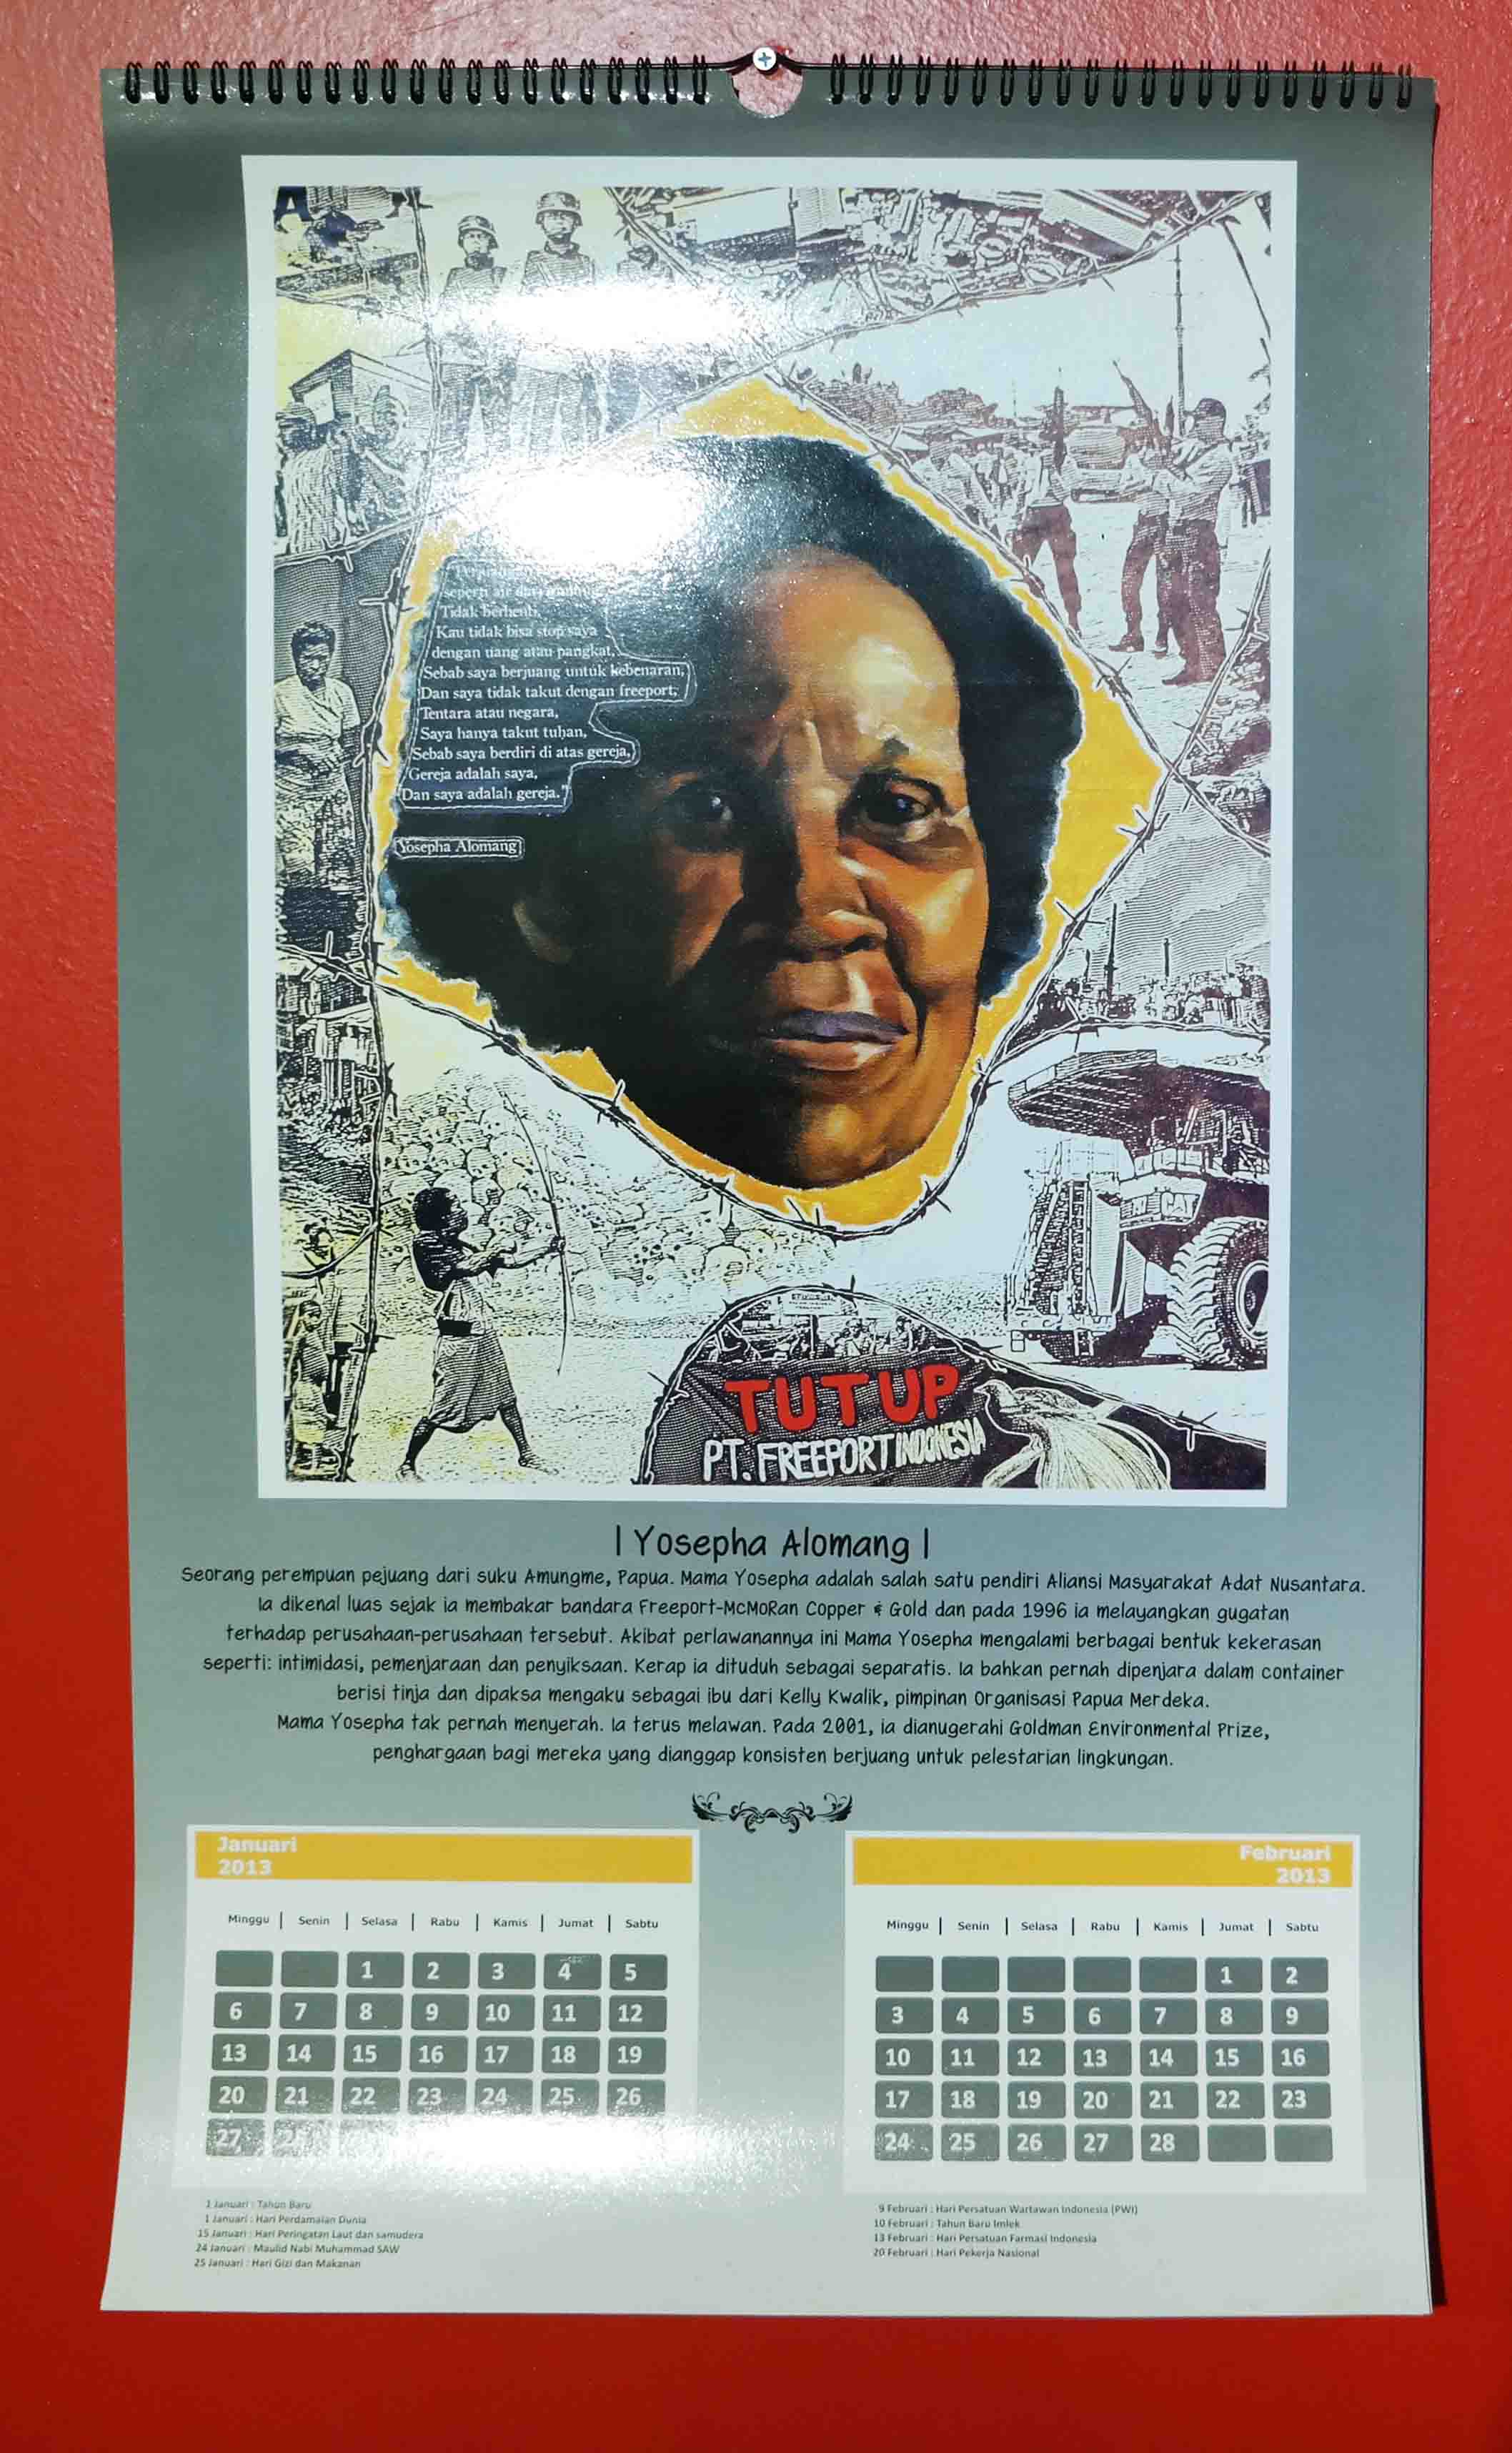 A
seperti air
Tidak berhenti,
Kau tidak bisa stop saya
dengan uang atau pangkat,
Sebab saya berjuang untuk kebenaran,
Dan saya tidak takut dengan freeport,
Tentara atau negara,
Saya hanya takut tuhan,
Sebab saya berdiri di atas gereja,
Gereja adalah saya,
Dan saya adalah gereja."
Yosepha Alomang
CAT
TUTUP
PT. FREEPORT INDONESIA
| Yosepha Alomang |
Seorang perempuan pejuang dari suku Amungme, Papua. Mama Yosepha adalah salah satu pendiri Aliansi Masyarakat Adat Nusantara.
Ia dikenal luas sejak ia membakar bandara Freeport-McMoRan Copper & Gold dan pada 1996 ia melayangkan gugatan
terhadap perusahaan-perusahaan tersebut. Akibat perlawanannya ini Mama Yosepha mengalami berbagai bentuk kekerasan
seperti: intimidasi, pemenjaraan dan penyiksaan. Kerap ia dituduh sebagai separatis. Ia bahkan pernah dipenjara dalam container
berisi tinja dan dipaksa mengaku sebagai ibu dari Kelly Kwalik, pimpinan Organisasi Papua Merdeka.
Mama Yosepha tak pernah menyerah. Ia terus melawan. Pada 2001, ia dianugerahi Goldman Environmental Prize,
penghargaan bagi mereka yang dianggap konsisten berjuang untuk pelestarian lingkungan.
Januari
2013
Minggu | Senin | Selasa | Rabu | Kamis | Jumat | Sabtu
1 2 3 4 5
6 7 8 9 10 11 12
13 14 15 16 17 18 19
20 21 22 23 24 25 26
27
1 Januari : Tahun Baru
1 Januari : Hari Perdamaian Dunia
15 Januari : Hari Peringatan Laut dan samudera
24 Januari : Maulid Nabi Muhammad SAW
25 Januari : Hari Gizi dan Makanan
Februari
2013
Minggu | Senin | Selasa | Rabu | Kamis | Jumat | Sabtu
1 2
3 4 5 6 7 8 9
10 11 12 13 14 15 16
17 18 19 20 21 22 23
24 25 26 27 28
9 Februari : Hari Persatuan Wartawan Indonesia (PWI)
10 Februari : Tahun Baru Imlek
13 Februari : Hari Persatuan Farmasi Indonesia
20 Februari : Hari Pekerja Nasional